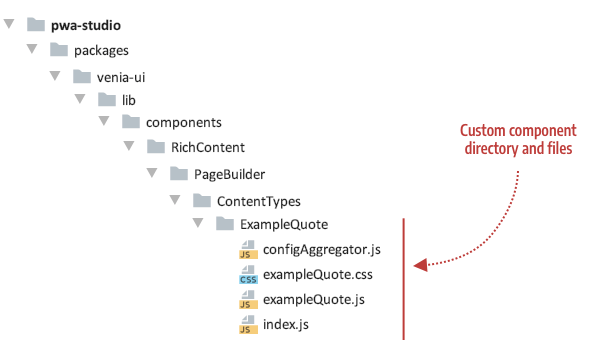 pwa-studio
packages
venia-ui
lib
components
RichContent
PageBuilder
ContentTypes
ExampleQuote
JS configAggregator.js
CSS exampleQuote.css
JS exampleQuote.js
JS index.js
Custom component
directory and files